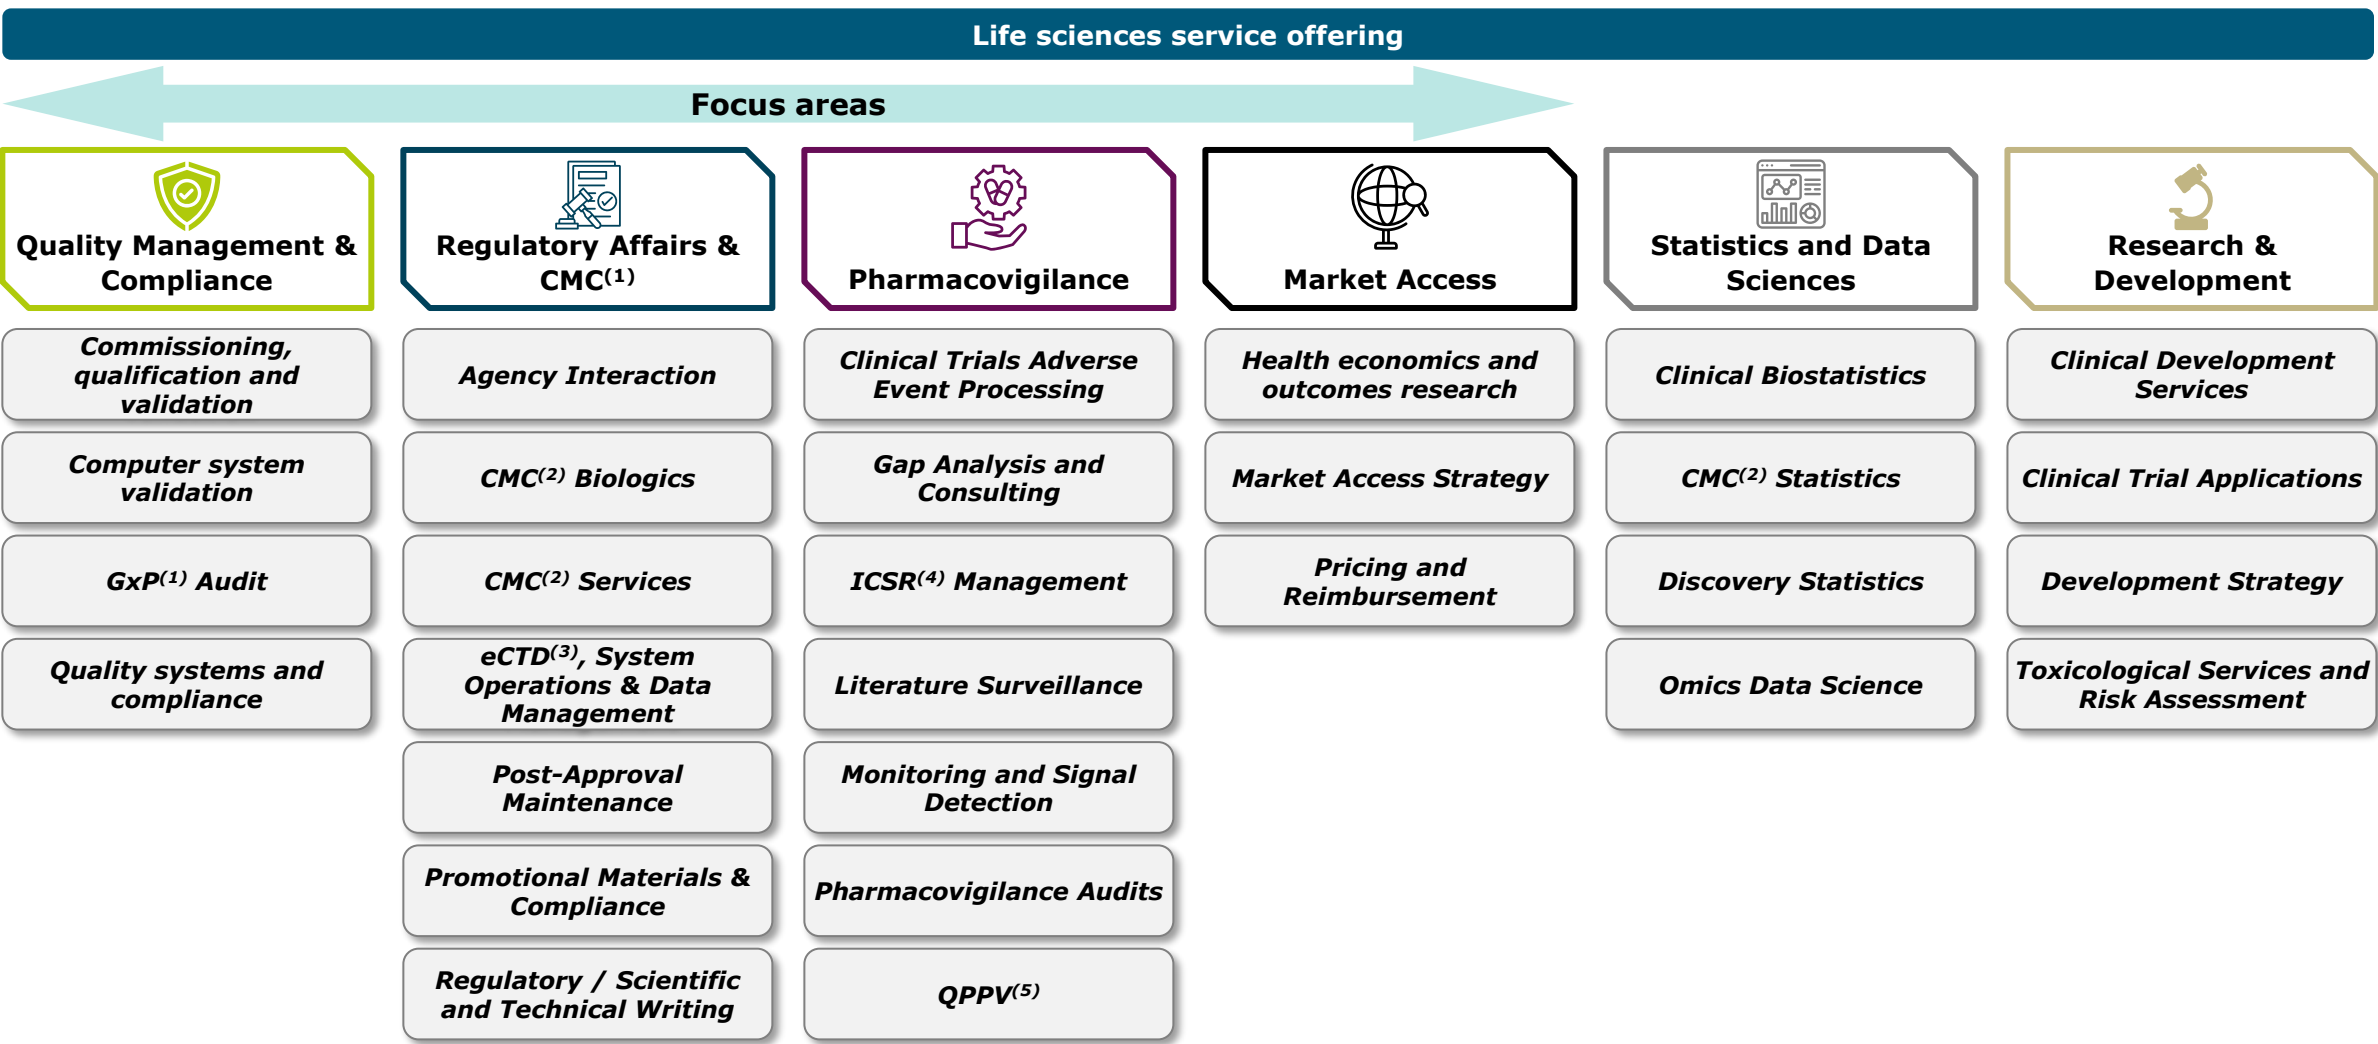 Life sciences service offering
Focus areas
Quality Management &
Compliance
Commissioning,
qualification and
validation
Computer system
validation
GxP(1) Audit
Quality systems and
compliance
Regulatory Affairs &
CMC(1)
Agency Interaction
CMC(2) Biologics
CMC(2) Services
eCTD(3), System
Operations & Data
Management
Post-Approval
Maintenance
Promotional Materials &
Compliance
Regulatory / Scientific
and Technical Writing
Pharmacovigilance
Clinical Trials Adverse
Event Processing
Gap Analysis and
Consulting
ICSR(4) Management
Literature Surveillance
Monitoring and Signal
Detection
Pharmacovigilance Audits
QPPV(5)
Market Access
Health economics and
outcomes research
Market Access Strategy
Pricing and
Reimbursement
Statistics and Data
Sciences
Clinical Biostatistics
CMC(2) Statistics
Discovery Statistics
Omics Data Science
Research &
Development
Clinical Development
Services
Clinical Trial Applications
Development Strategy
Toxicological Services and
Risk Assessment